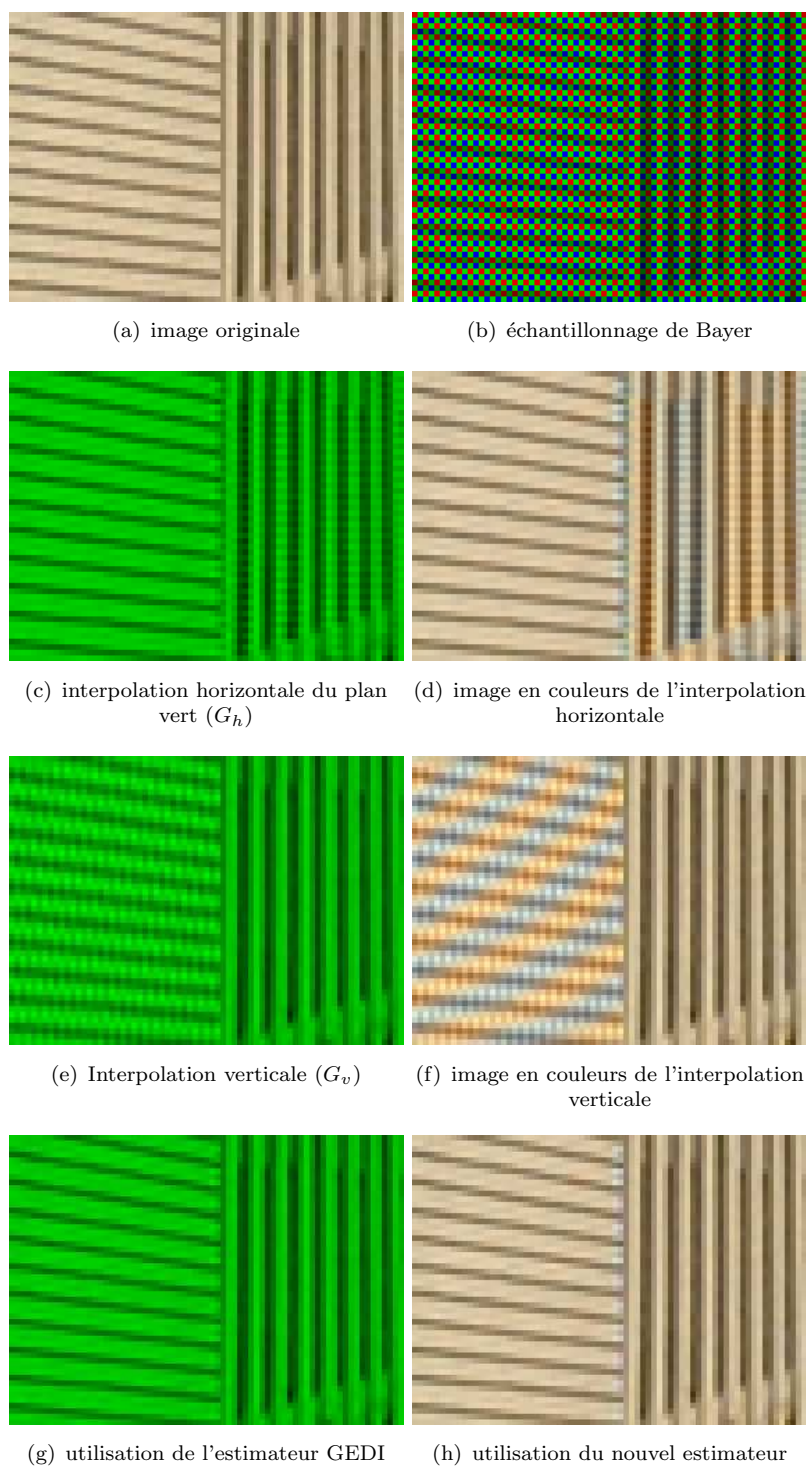 (a) image originale
(b) échantillonnage de Bayer
(c) interpolation horizontale du plan
vert (G_h)
(d) image en couleurs de l'interpolation
horizontale
(e) Interpolation verticale (G_v)
(f) image en couleurs de l'interpolation
verticale
(g) utilisation de l'estimateur GEDI
(h) utilisation du nouvel estimateur